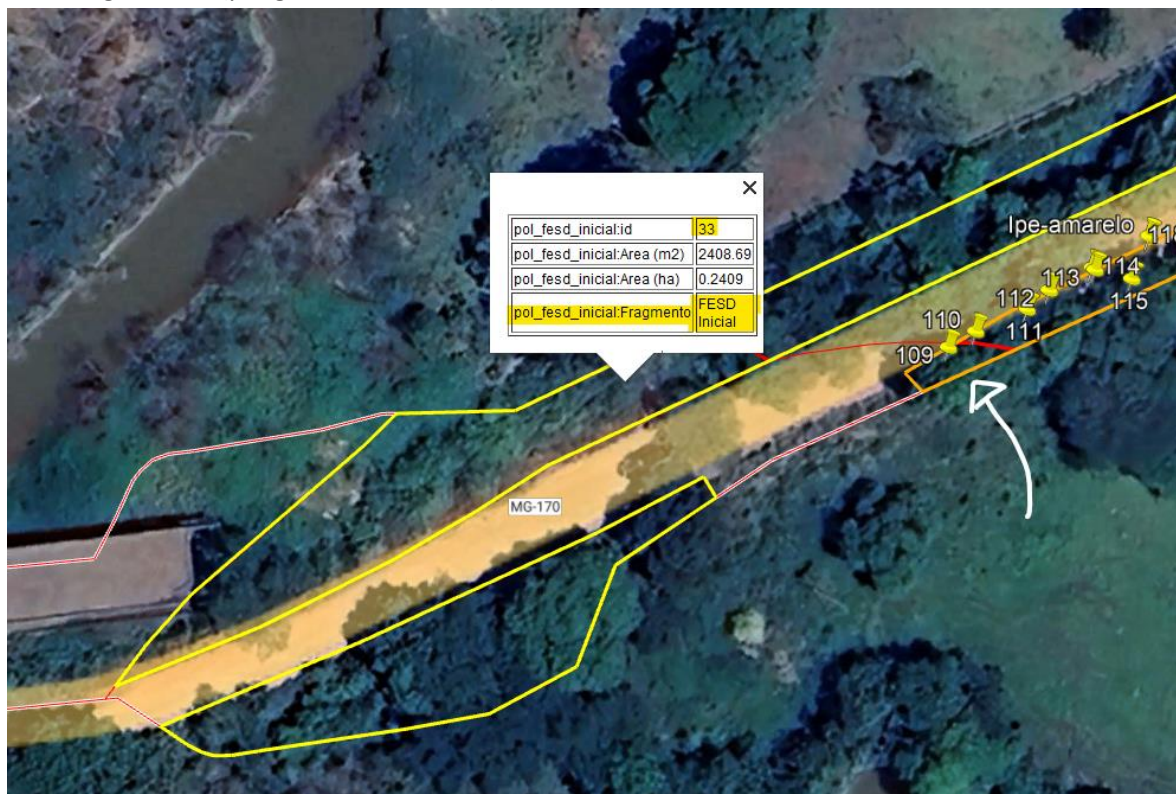 ×
pol_fesd_inicial:id 33
pol_fesd_inicial:Area (m2) 2408.69
pol_fesd_inicial:Area (ha) 0.2409
pol_fesd_inicial:Fragmento FESD Inicial
Ipe-amarelo
113
114
115
112
111
110
109
MG-170